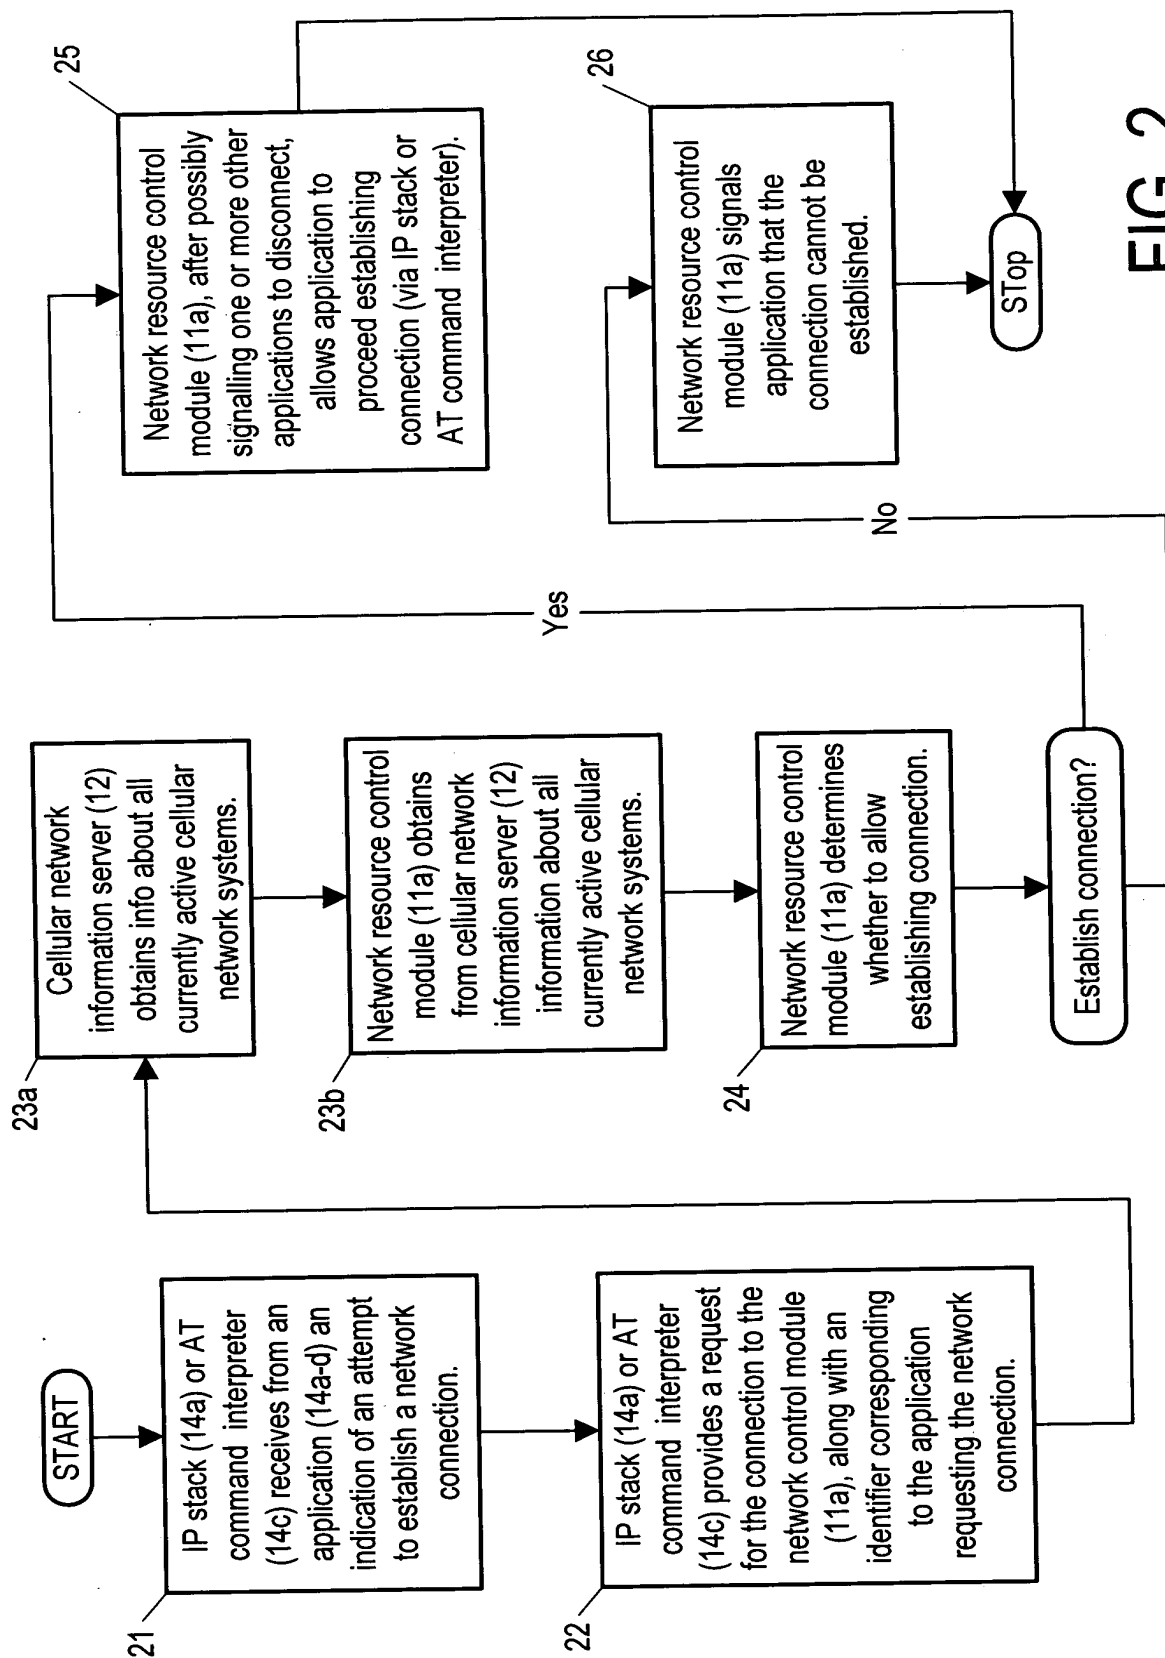 START
21
IP stack (14a) or AT
command interpreter
(14c) receives from an
application (14a-d) an
indication of an attempt
to establish a network
connection.
22
IP stack (14a) or AT
command interpreter
(14c) provides a request
for the connection to the
network control module
(11a), along with an
identifier corresponding
to the application
requesting the network
connection.
23a
Cellular network
information server (12)
obtains info about all
currently active cellular
network systems.
23b
Network resource control
module (11a) obtains
from cellular network
information server (12)
information about all
currently active cellular
network systems.
24
Network resource control
module (11a) determines
whether to allow
establishing connection.
Establish connection?
Yes
No
25
Network resource control
module (11a), after possibly
signalling one or more other
applications to disconnect,
allows application to
proceed establishing
connection (via IP stack or
AT command interpreter).
26
Network resource control
module (11a) signals
application that the
connection cannot be
established.
STop
FIG. 2